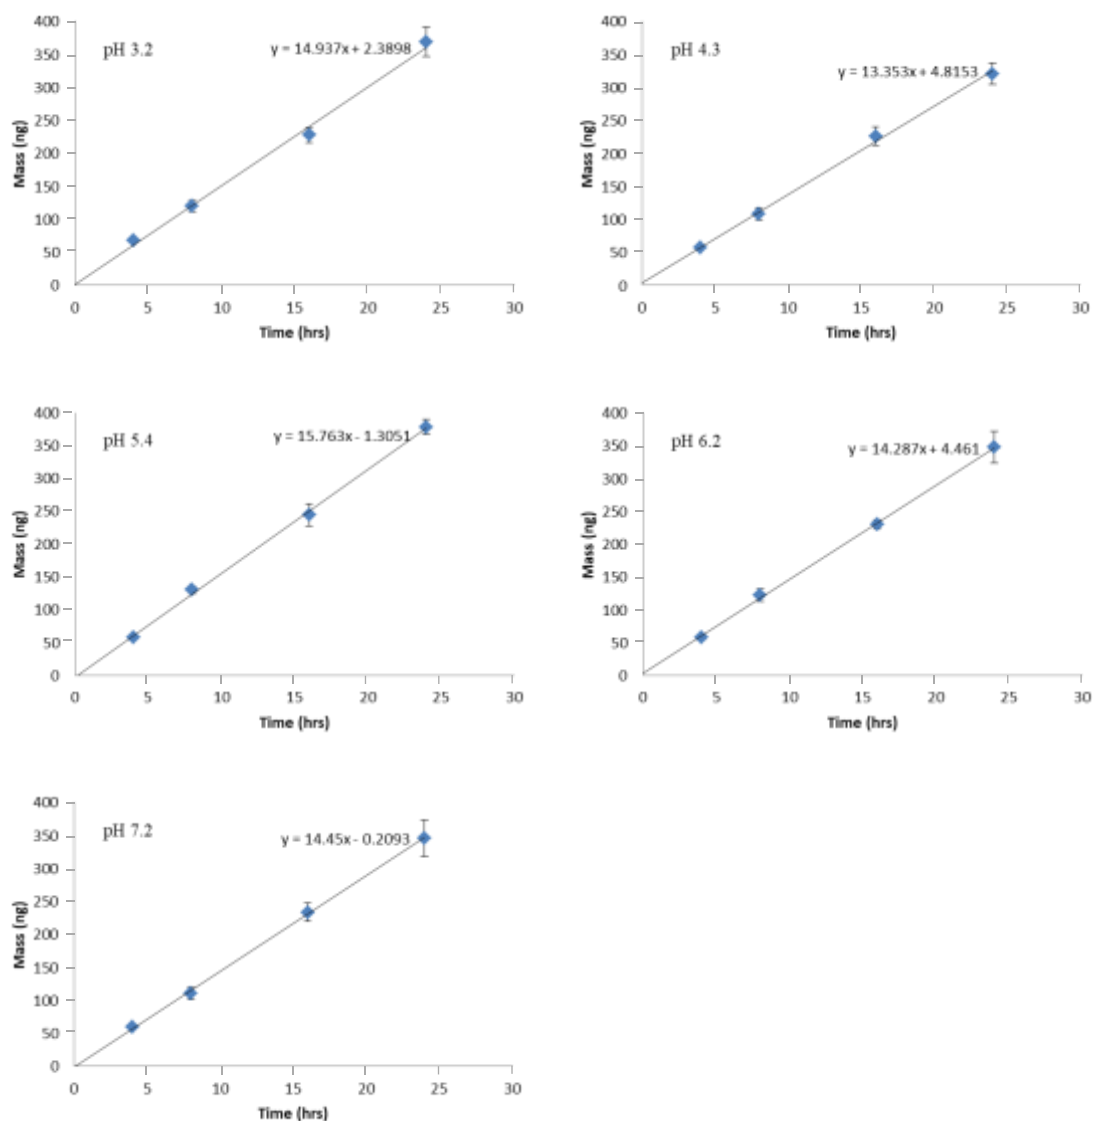 400
350
300
250
200
150
100
50
0
Mass (ng)
pH 3.2
y = 14.937x + 2.3898
0 5 10 15 20 25 30
Time (hrs)
400
350
300
250
200
150
100
50
0
Mass (ng)
pH 4.3
y = 13.353x + 4.8153
0 5 10 15 20 25 30
Time (hrs)
400
350
300
250
200
150
100
50
0
Mass (ng)
pH 5.4
y = 15.763x - 1.3051
0 5 10 15 20 25 30
Time (hrs)
400
350
300
250
200
150
100
50
0
Mass (ng)
pH 6.2
y = 14.287x + 4.461
0 5 10 15 20 25 30
Time (hrs)
400
350
300
250
200
150
100
50
0
Mass (ng)
pH 7.2
y = 14.45x - 0.2093
0 5 10 15 20 25 30
Time (hrs)